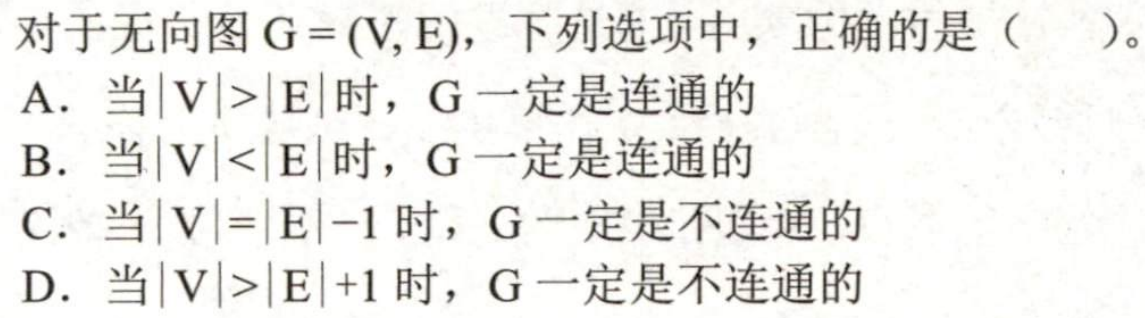 对于无向图 G = (V, E)，下列选项中，正确的是（　　）。
A．当|V|>|E|时，G 一定是连通的
B．当|V|<|E|时，G 一定是连通的
C．当|V|=|E|−1 时，G 一定是不连通的
D．当|V|>|E|+1 时，G 一定是不连通的